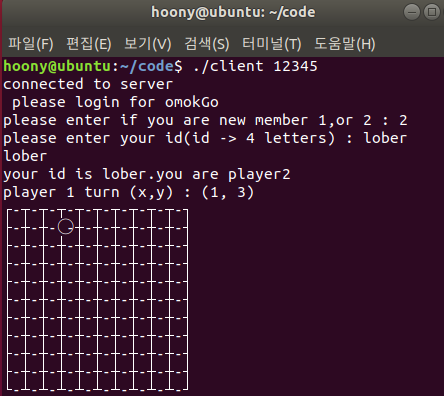 hoony@ubuntu: ~/code
파일(F) 편집(E) 보기(V) 검색(S) 터미널(T) 도움말(H)
hoony@ubuntu:~/code$ ./client 12345
connected to server
 please login for omokGo
please enter if you are new member 1,or 2 : 2
please enter your id(id -> 4 letters) : lober
lober
your id is lober.you are player2
player 1 turn (x,y) : (1, 3)